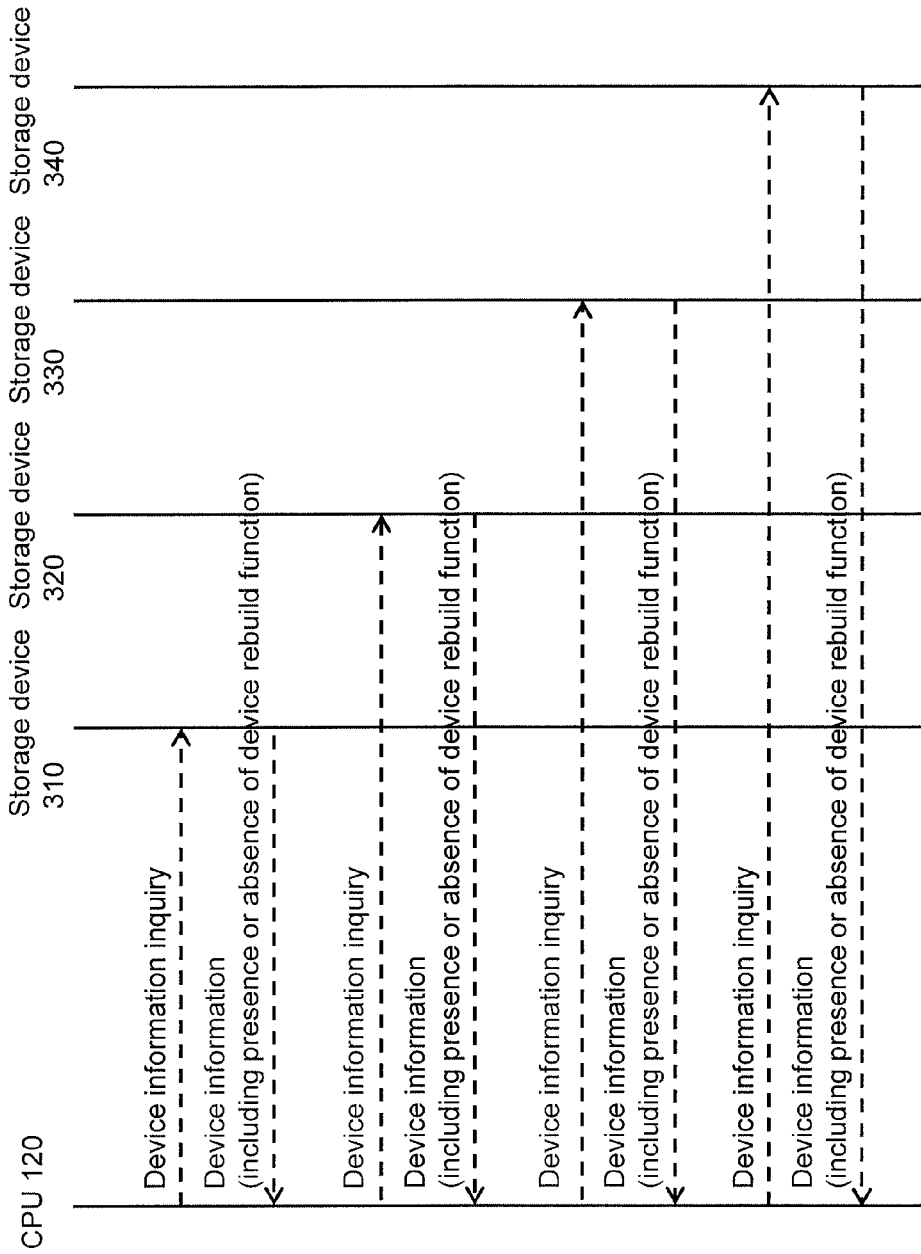 CPU 120
Storage device
310
Storage device
320
Storage device
330
Storage device
340
Device information inquiry
Device information
(including presence or absence of device rebuild function)
Device information inquiry
Device information
(including presence or absence of device rebuild function)
Device information inquiry
Device information
(including presence or absence of device rebuild function)
Device information inquiry
Device information
(including presence or absence of device rebuild function)